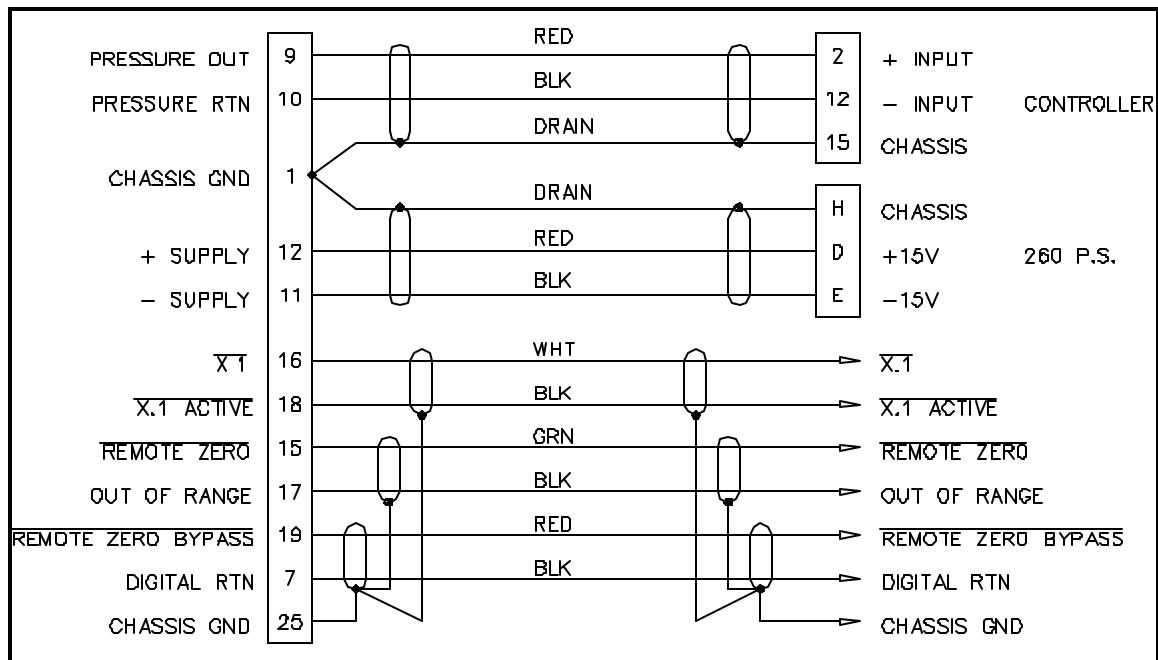 PRESSURE OUT 9 RED 2 + INPUT
PRESSURE RTN 10 BLK 12 - INPUT CONTROLLER
DRAIN 15 CHASSIS
CHASSIS GND 1
DRAIN H CHASSIS
+ SUPPLY 12 RED D +15V 260 P.S.
- SUPPLY 11 BLK E -15V
X 1 16 WHT X.1
X.1 ACTIVE 18 BLK X.1 ACTIVE
REMOTE ZERO 15 GRN REMOTE ZERO
OUT OF RANGE 17 BLK OUT OF RANGE
REMOTE ZERO BYPASS 19 RED REMOTE ZERO BYPASS
DIGITAL RTN 7 BLK DIGITAL RTN
CHASSIS GND 25 CHASSIS GND